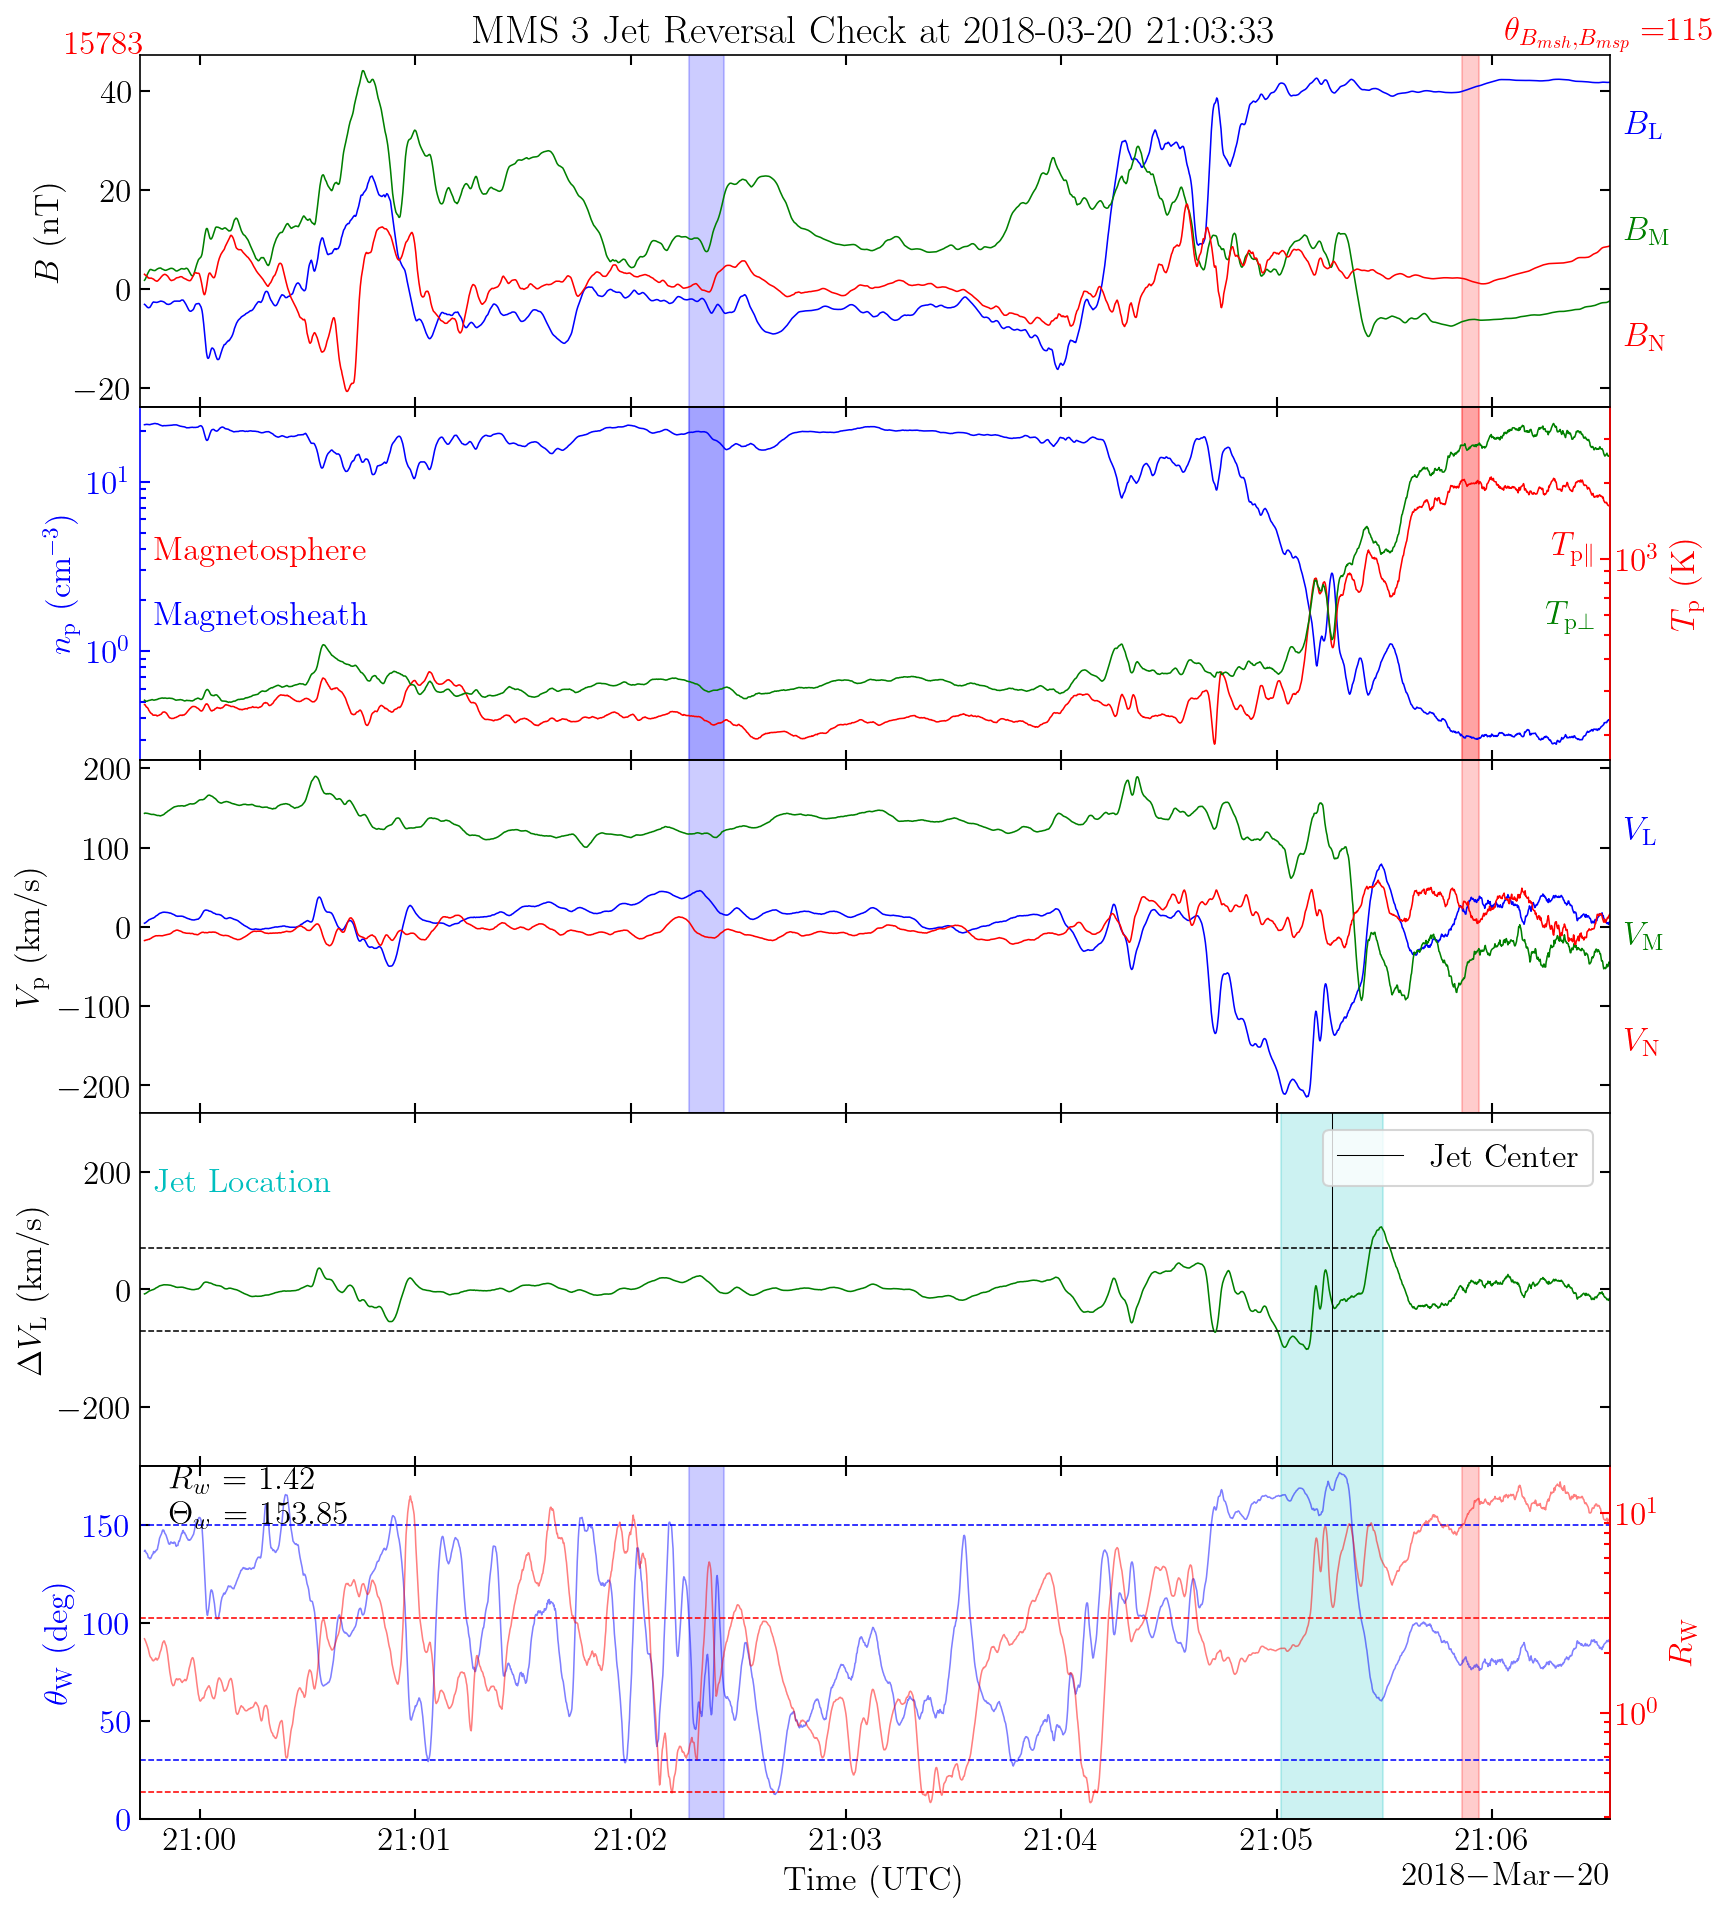 MMS 3 Jet Reversal Check at 2018-03-20 21:03:33
15783
θ_{B_{msh},B_{msp}} =115
40
20
0
−20
B (nT)
B_L
B_M
B_N
10^1
10^0
n_p (cm^{−3})
Magnetosphere
Magnetosheath
T_{p∥}
T_{p⊥}
10^3
T_p (K)
200
100
0
−100
−200
V_p (km/s)
V_L
V_M
V_N
200
0
−200
ΔV_L (km/s)
Jet Location
Jet Center
R_w = 1.42
Θ_w = 153.85
150
100
50
0
θ_W (deg)
10^1
10^0
R_W
21:00
21:01
21:02
21:03
21:04
21:05
21:06
Time (UTC)
2018−Mar−20